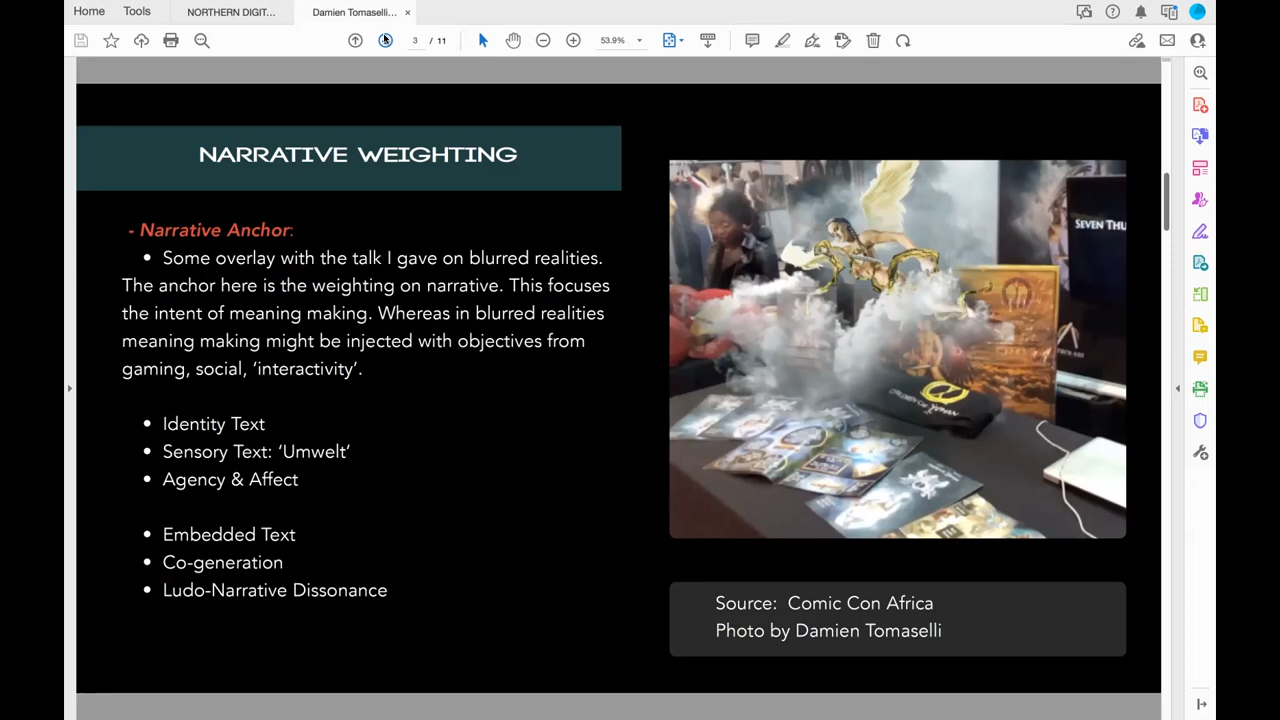 Home
Tools
NORTHERN DIGIT...
Damien Tomaselli...
3 / 11
53.9%
NARRATIVE WEIGHTING
- Narrative Anchor:
• Some overlay with the talk I gave on blurred realities.
The anchor here is the weighting on narrative. This focuses
the intent of meaning making. Whereas in blurred realities
meaning making might be injected with objectives from
gaming, social, ‘interactivity’.
• Identity Text
• Sensory Text: ‘Umwelt’
• Agency & Affect
• Embedded Text
• Co-generation
• Ludo-Narrative Dissonance
SEVEN THU
Source: Comic Con Africa
Photo by Damien Tomaselli